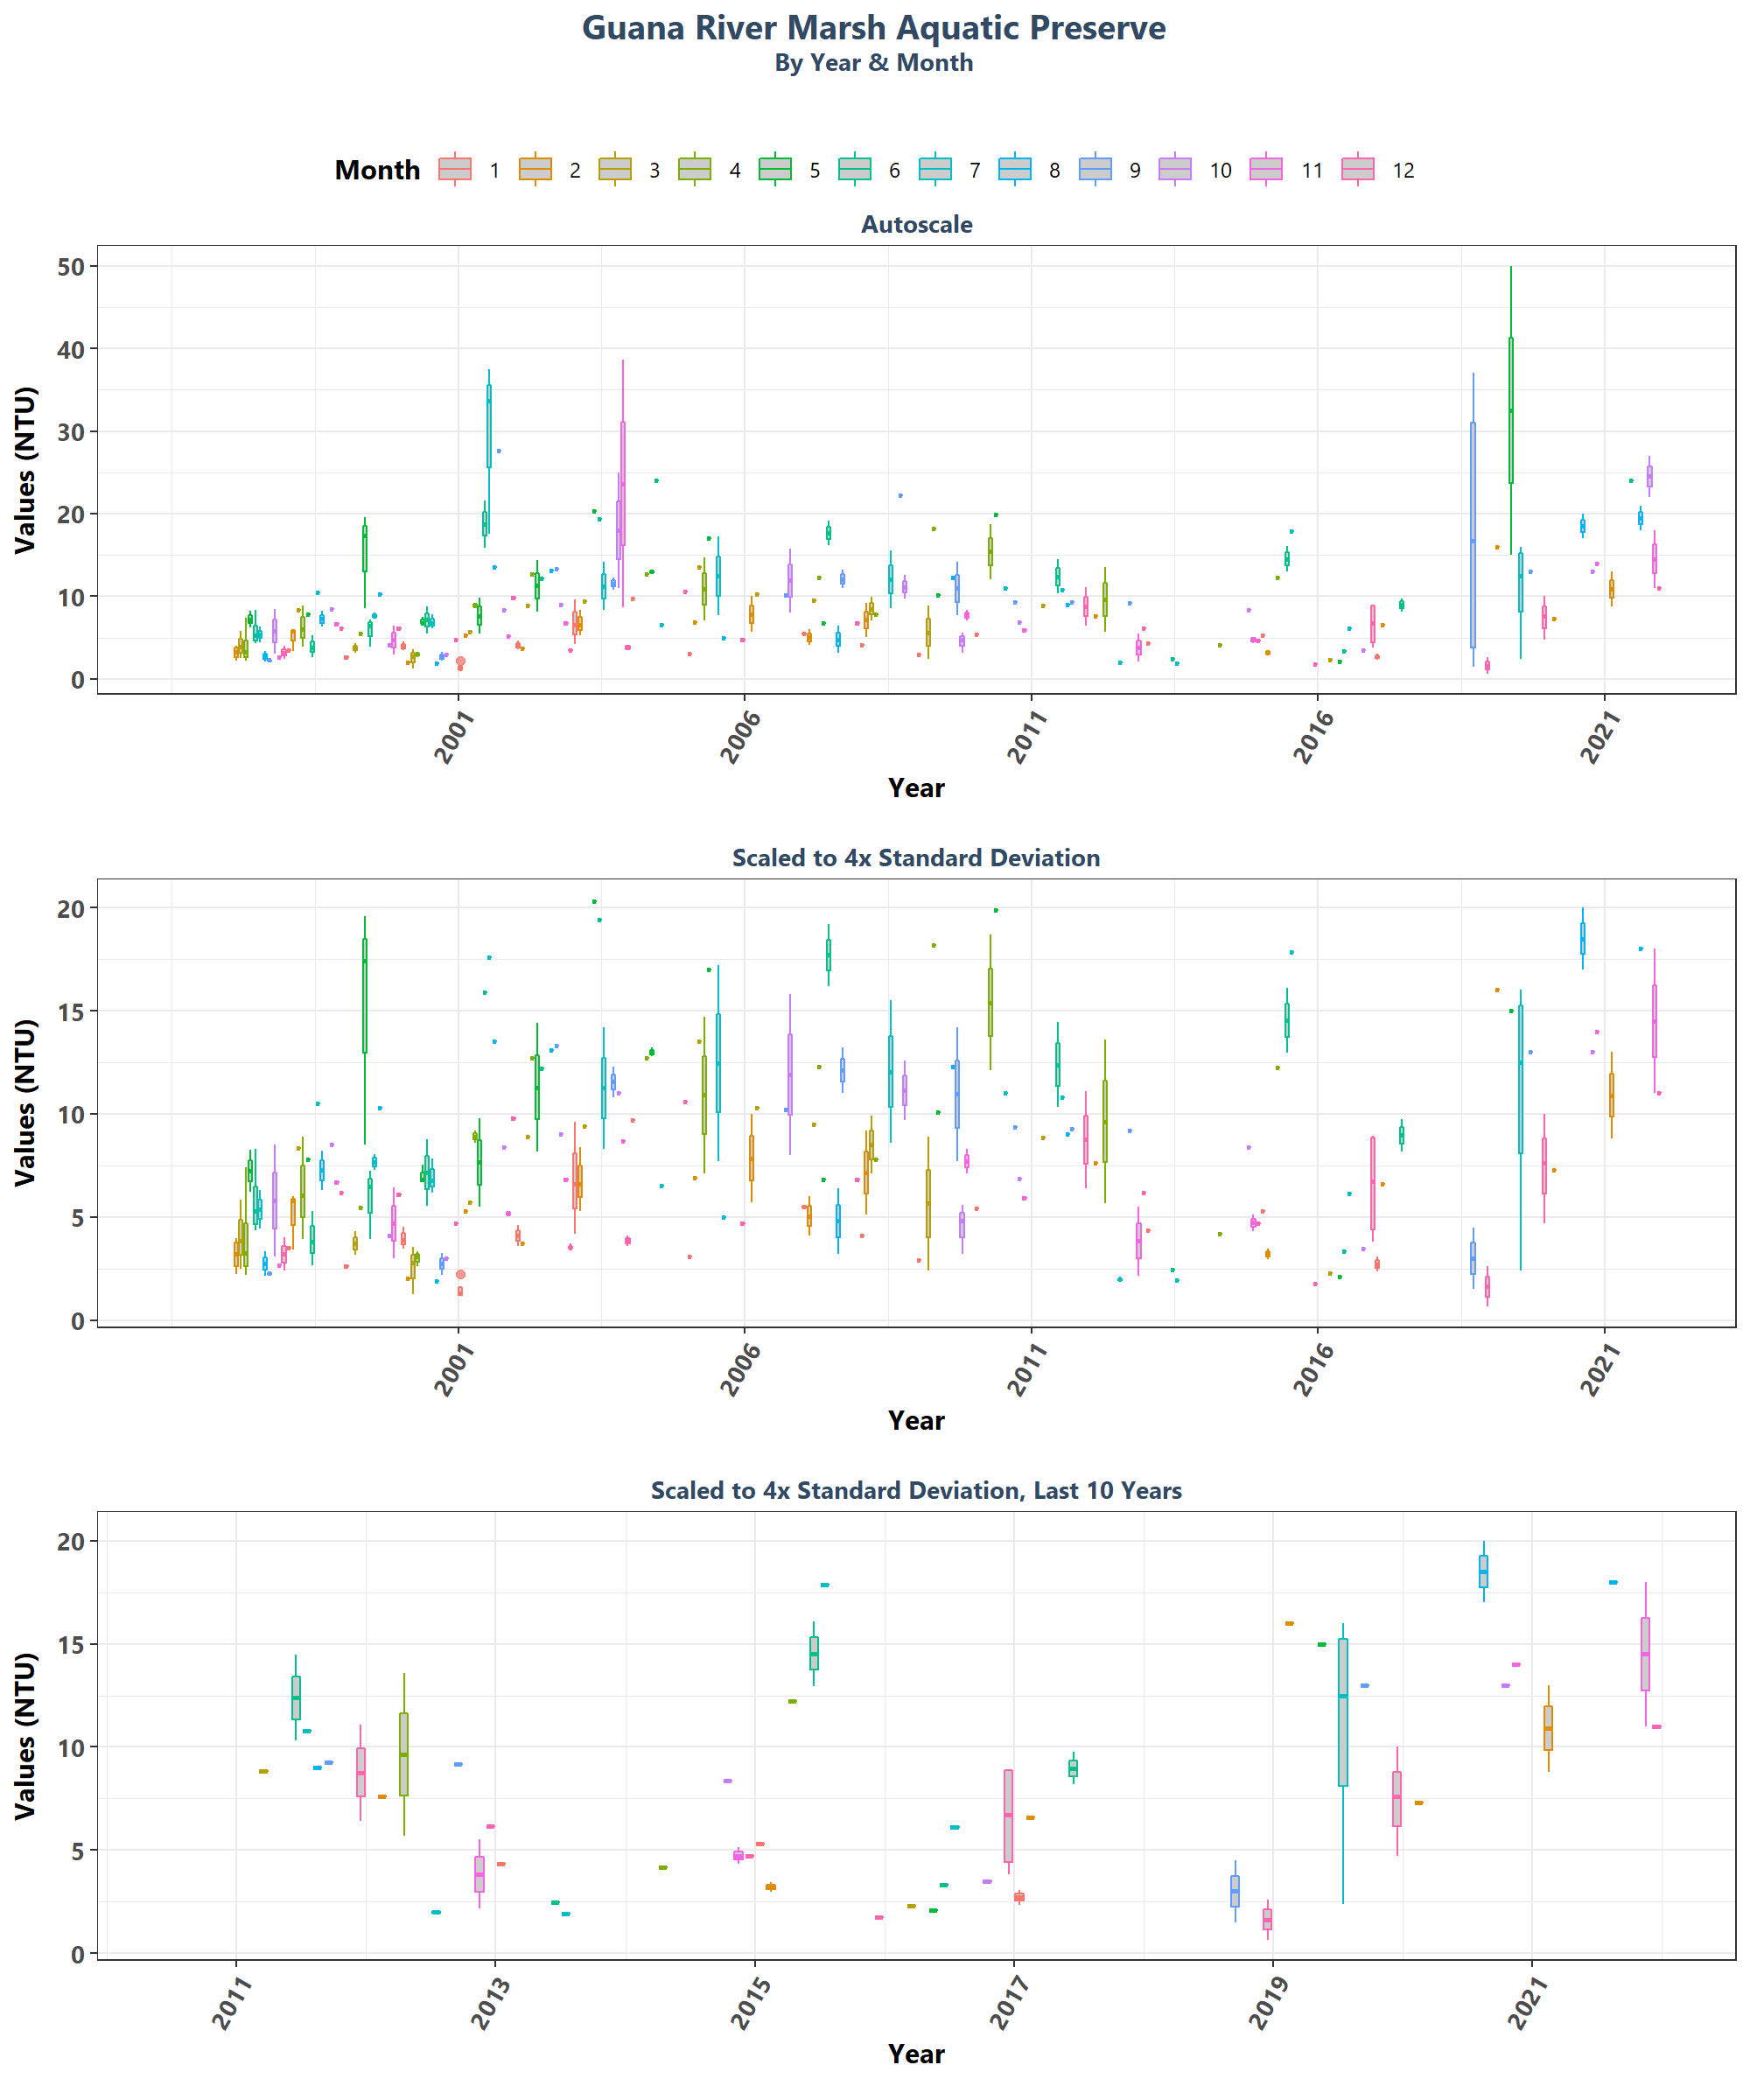 Guana River Marsh Aquatic Preserve
By Year & Month
Month 1 2 3 4 5 6 7 8 9 10 11 12
Autoscale
50
40
30
20
10
0
Values (NTU)
2001 2006 2011 2016 2021
Year
Scaled to 4x Standard Deviation
20
15
10
5
0
Values (NTU)
2001 2006 2011 2016 2021
Year
Scaled to 4x Standard Deviation, Last 10 Years
20
15
10
5
0
Values (NTU)
2011 2013 2015 2017 2019 2021
Year